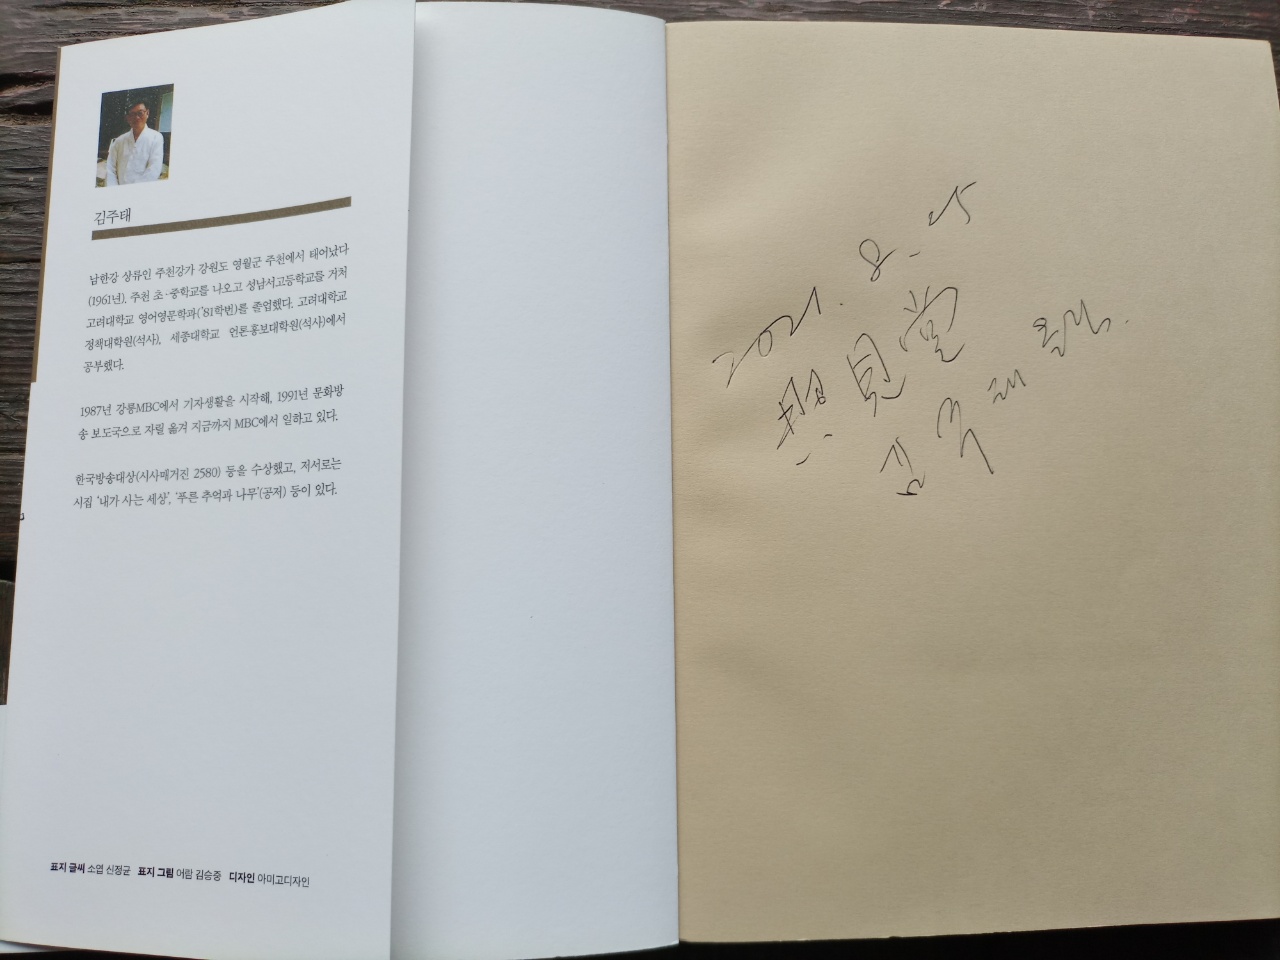 김주태
남한강 상류인 주천강가 강원도 영월군 주천에서 태어났다
(1961년). 주천 초·중학교를 나오고 성남서고등학교를 거쳐
고려대학교 영어영문학과('81학번)를 졸업했다. 고려대학교
정책대학원(석사), 세종대학교 언론홍보대학원(석사)에서
공부했다.
1987년 강릉MBC에서 기자생활을 시작해, 1991년 문화방
송 보도국으로 자릴 옮겨 지금까지 MBC에서 일하고 있다.
한국방송대상(시사매거진 2580) 등을 수상했고, 저서로는
시집 '내가 사는 세상', '푸른 추억과 나무'(공저) 등이 있다.
표지 글씨 소엽 신정균 표지 그림 어람 김승중 디자인 아미고디자인
2021. 8.
見堂
김주태 올림.